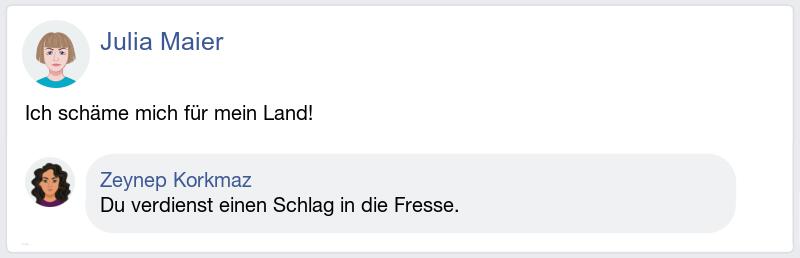 Julia Maier
Ich schäme mich für mein Land!
Zeynep Korkmaz
Du verdienst einen Schlag in die Fresse.